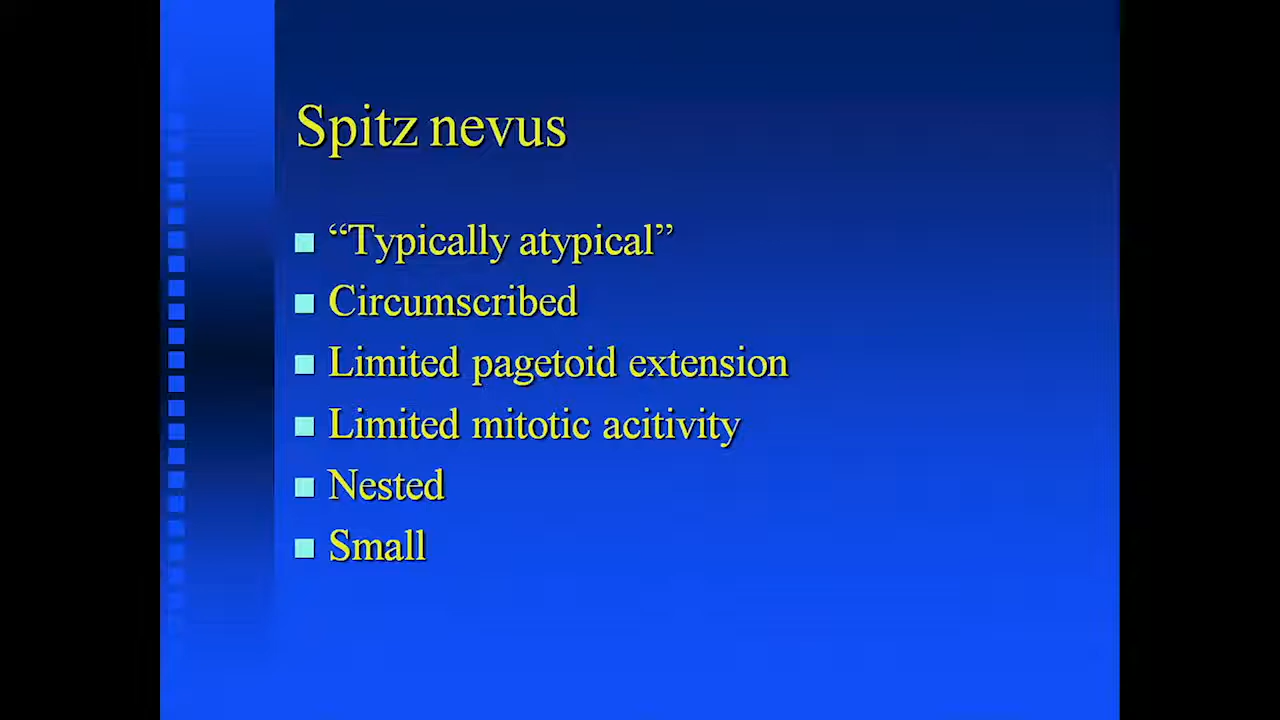 Spitz nevus
“Typically atypical”
Circumscribed
Limited pagetoid extension
Limited mitotic acitivity
Nested
Small